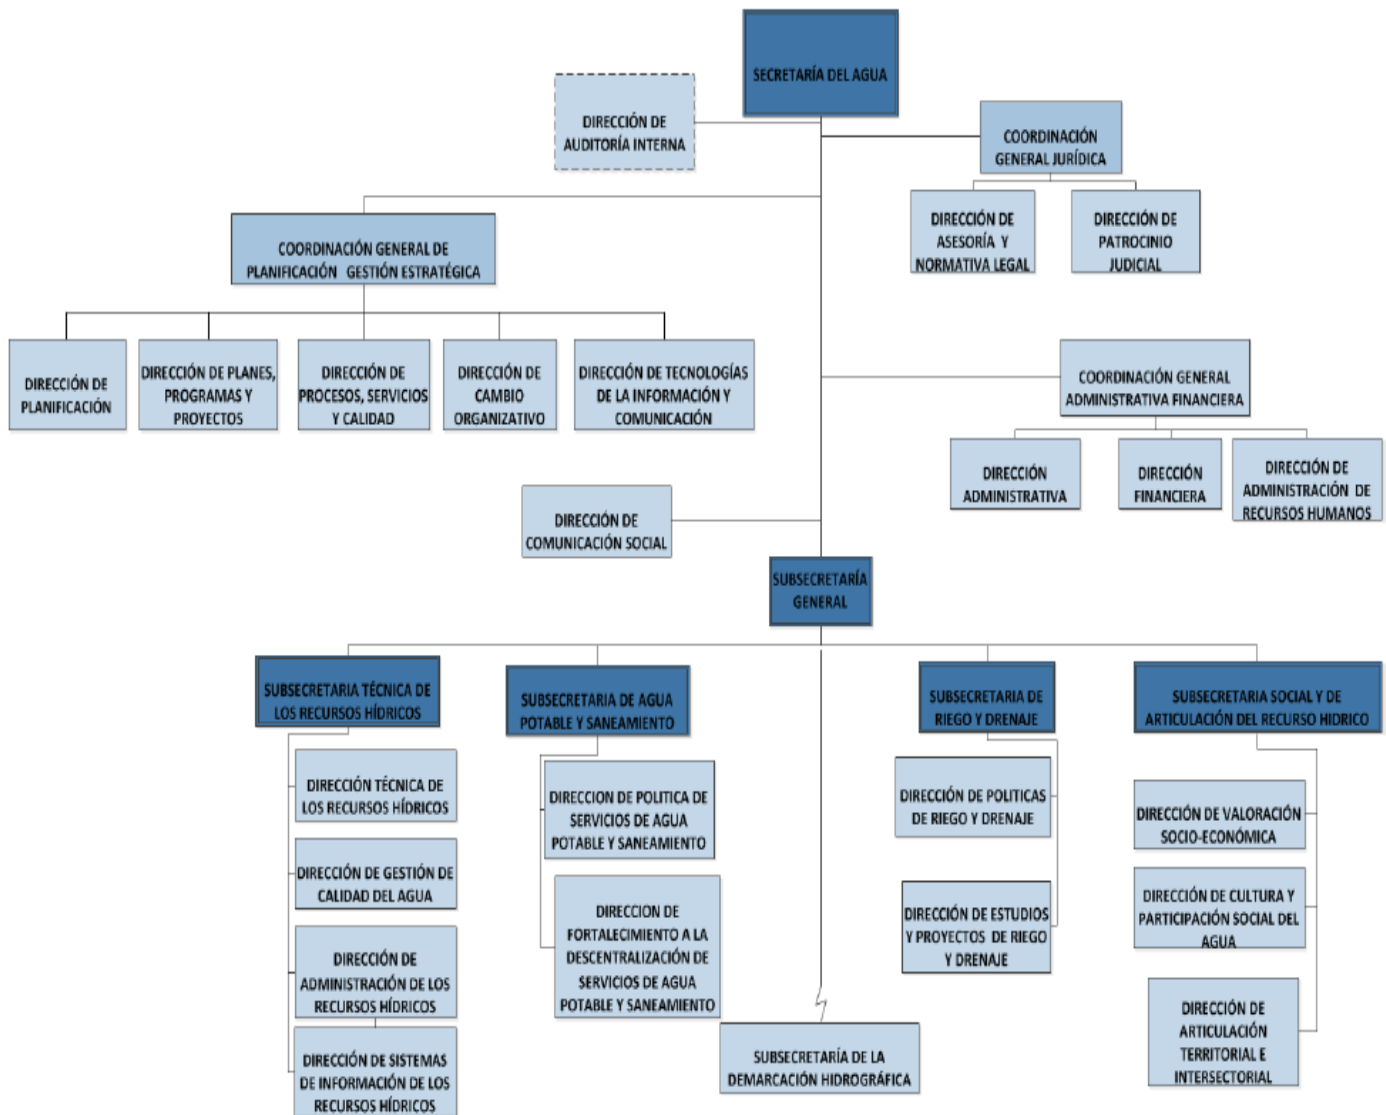 SECRETARÍA DEL AGUA
DIRECCIÓN DE
AUDITORÍA INTERNA
COORDINACIÓN
GENERAL JURÍDICA
DIRECCIÓN DE
ASESORÍA Y
NORMATIVA LEGAL
DIRECCIÓN DE
PATROCINIO
JUDICIAL
COORDINACIÓN GENERAL DE
PLANIFICACIÓN GESTIÓN ESTRATÉGICA
DIRECCIÓN DE
PLANIFICACIÓN
DIRECCIÓN DE PLANES,
PROGRAMAS Y
PROYECTOS
DIRECCIÓN DE
PROCESOS, SERVICIOS
Y CALIDAD
DIRECCIÓN DE
CAMBIO
ORGANIZATIVO
DIRECCIÓN DE TECNOLOGÍAS
DE LA INFORMACIÓN Y
COMUNICACIÓN
COORDINACIÓN GENERAL
ADMINISTRATIVA FINANCIERA
DIRECCIÓN
ADMINISTRATIVA
DIRECCIÓN
FINANCIERA
DIRECCIÓN DE
ADMINISTRACIÓN DE
RECURSOS HUMANOS
DIRECCIÓN DE
COMUNICACIÓN SOCIAL
SUBSECRETARÍA
GENERAL
SUBSECRETARIA TÉCNICA DE
LOS RECURSOS HÍDRICOS
DIRECCIÓN TÉCNICA DE
LOS RECURSOS HÍDRICOS
DIRECCIÓN DE GESTIÓN DE
CALIDAD DEL AGUA
DIRECCIÓN DE
ADMINISTRACIÓN DE LOS
RECURSOS HÍDRICOS
DIRECCIÓN DE SISTEMAS
DE INFORMACIÓN DE LOS
RECURSOS HÍDRICOS
SUBSECRETARIA DE AGUA
POTABLE Y SANEAMIENTO
DIRECCION DE POLITICA DE
SERVICIOS DE AGUA
POTABLE Y SANEAMIENTO
DIRECCION DE
FORTALECIMIENTO A LA
DESCENTRALIZACIÓN DE
SERVICIOS DE AGUA
POTABLE Y SANEAMIENTO
SUBSECRETARIA DE
RIEGO Y DRENAJE
DIRECCIÓN DE POLITICAS
DE RIEGO Y DRENAJE
DIRECCIÓN DE ESTUDIOS
Y PROYECTOS DE RIEGO
Y DRENAJE
SUBSECRETARIA SOCIAL Y DE
ARTICULACIÓN DEL RECURSO HIDRICO
DIRECCIÓN DE VALORACIÓN
SOCIO-ECONÓMICA
DIRECCIÓN DE CULTURA Y
PARTICIPACIÓN SOCIAL DEL
AGUA
DIRECCIÓN DE
ARTICULACIÓN
TERRITORIAL E
INTERSECTORIAL
SUBSECRETARÍA DE LA
DEMARCACIÓN HIDROGRÁFICA